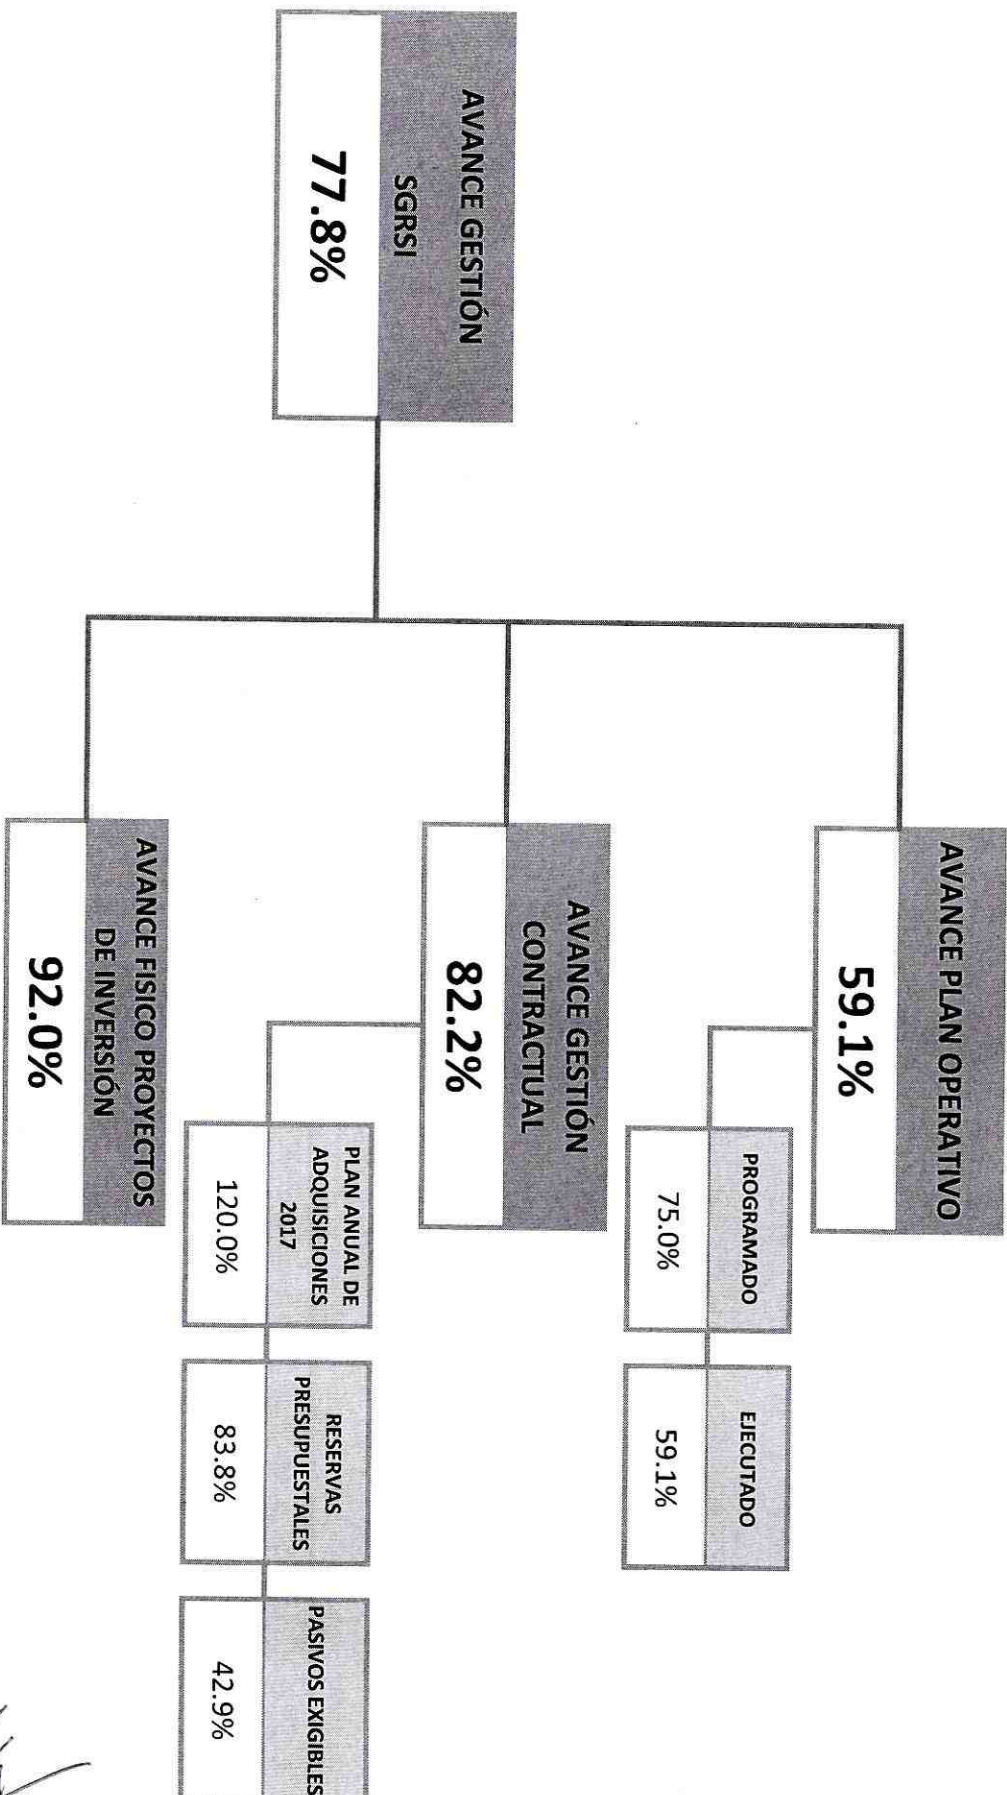 AVANCE GESTIÓN
SGRSI
77.8%
AVANCE PLAN OPERATIVO
59.1%
PROGRAMADO
75.0%
EJECUTADO
59.1%
AVANCE GESTIÓN
CONTRACTUAL
82.2%
PLAN ANUAL DE
ADQUISICIONES
2017
120.0%
RESERVAS
PRESUPUESTALES
83.8%
PASIVOS EXIGIBLES
42.9%
AVANCE FISICO PROYECTOS
DE INVERSIÓN
92.0%